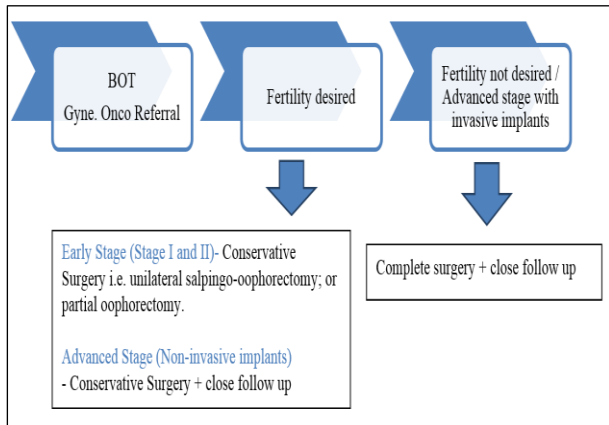 BOT
Gyne. Onco Referral
Fertility desired
Fertility not desired /
Advanced stage with
invasive implants
Early Stage (Stage I and II)- Conservative
Surgery i.e. unilateral salpingo-oophorectomy; or
partial oophorectomy.
Advanced Stage (Non-invasive implants)
- Conservative Surgery + close follow up
Complete surgery + close follow up